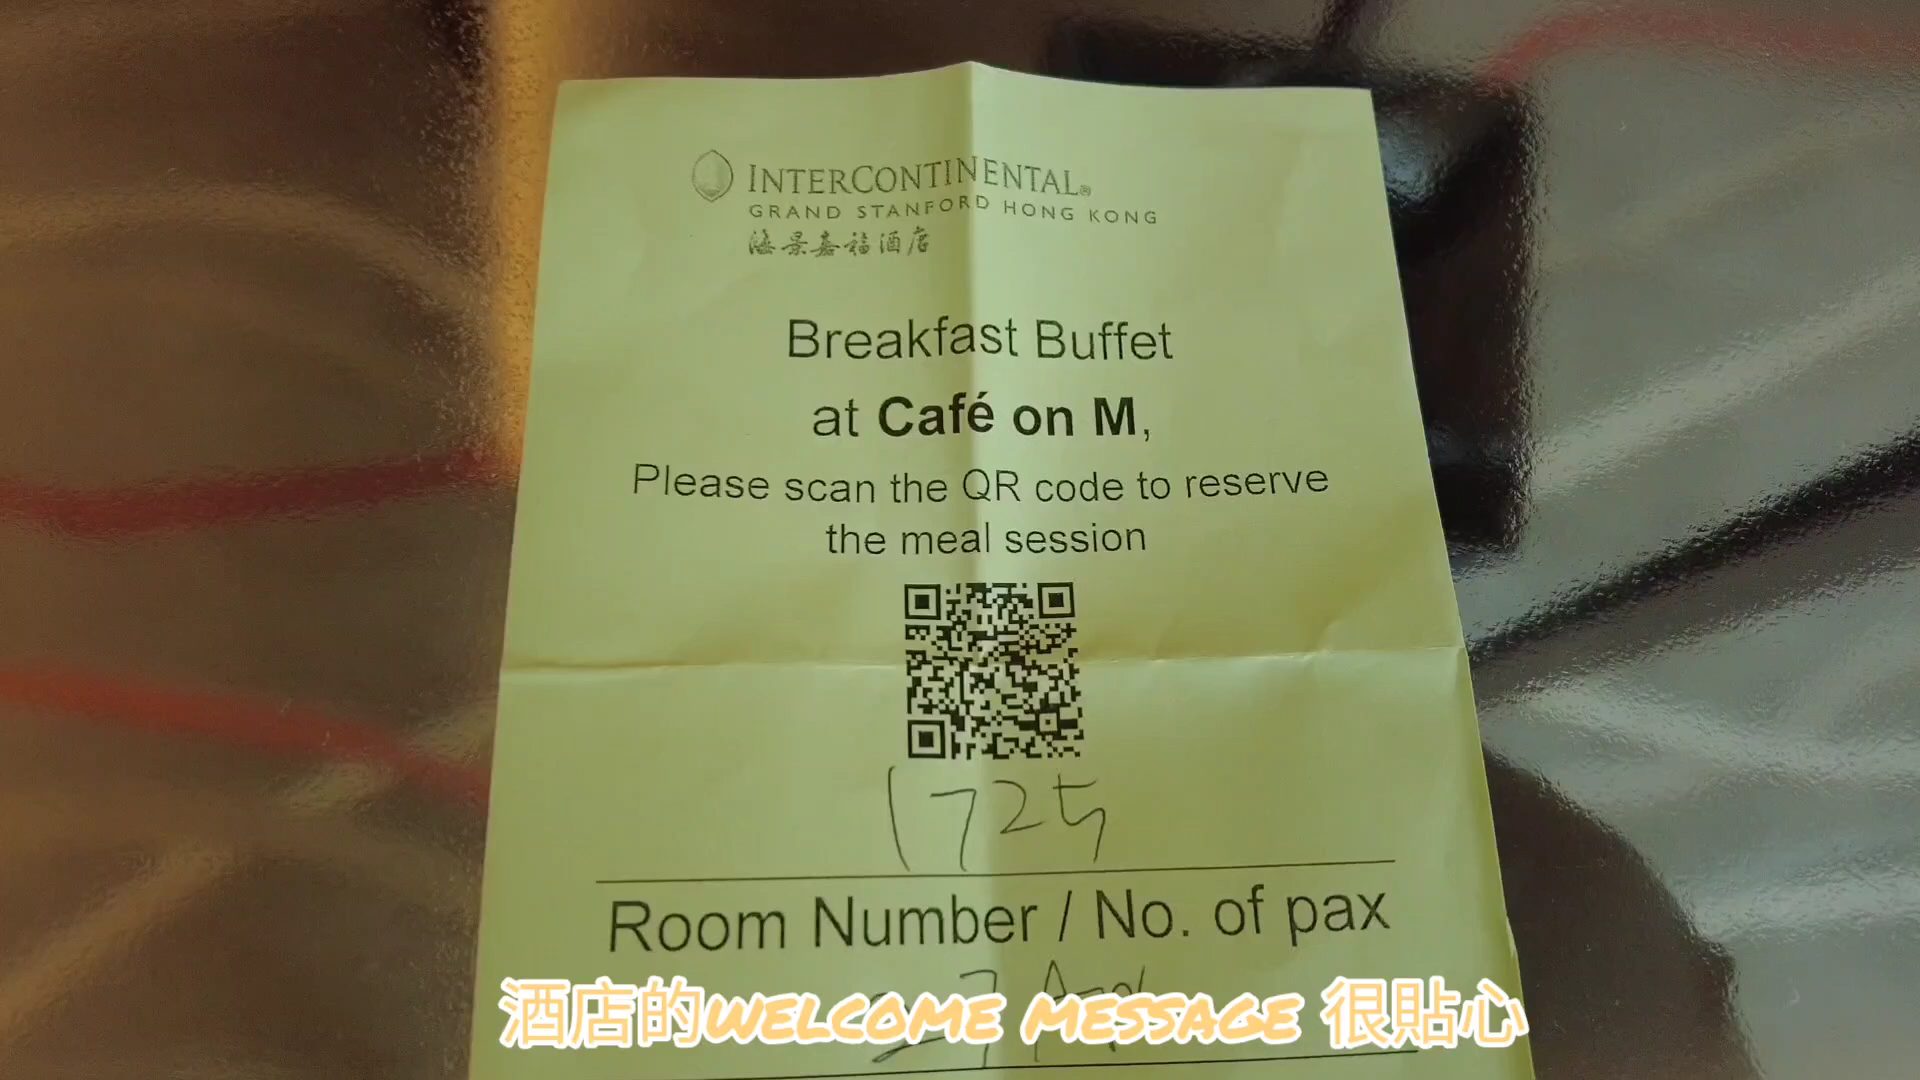 INTERCONTINENTAL®
GRAND STANFORD HONG KONG
海景嘉福酒店
Breakfast Buffet
at Café on M,
Please scan the QR code to reserve
the meal session
1725
Room Number / No. of pax
27 Apr
酒店的welcome message 很貼心